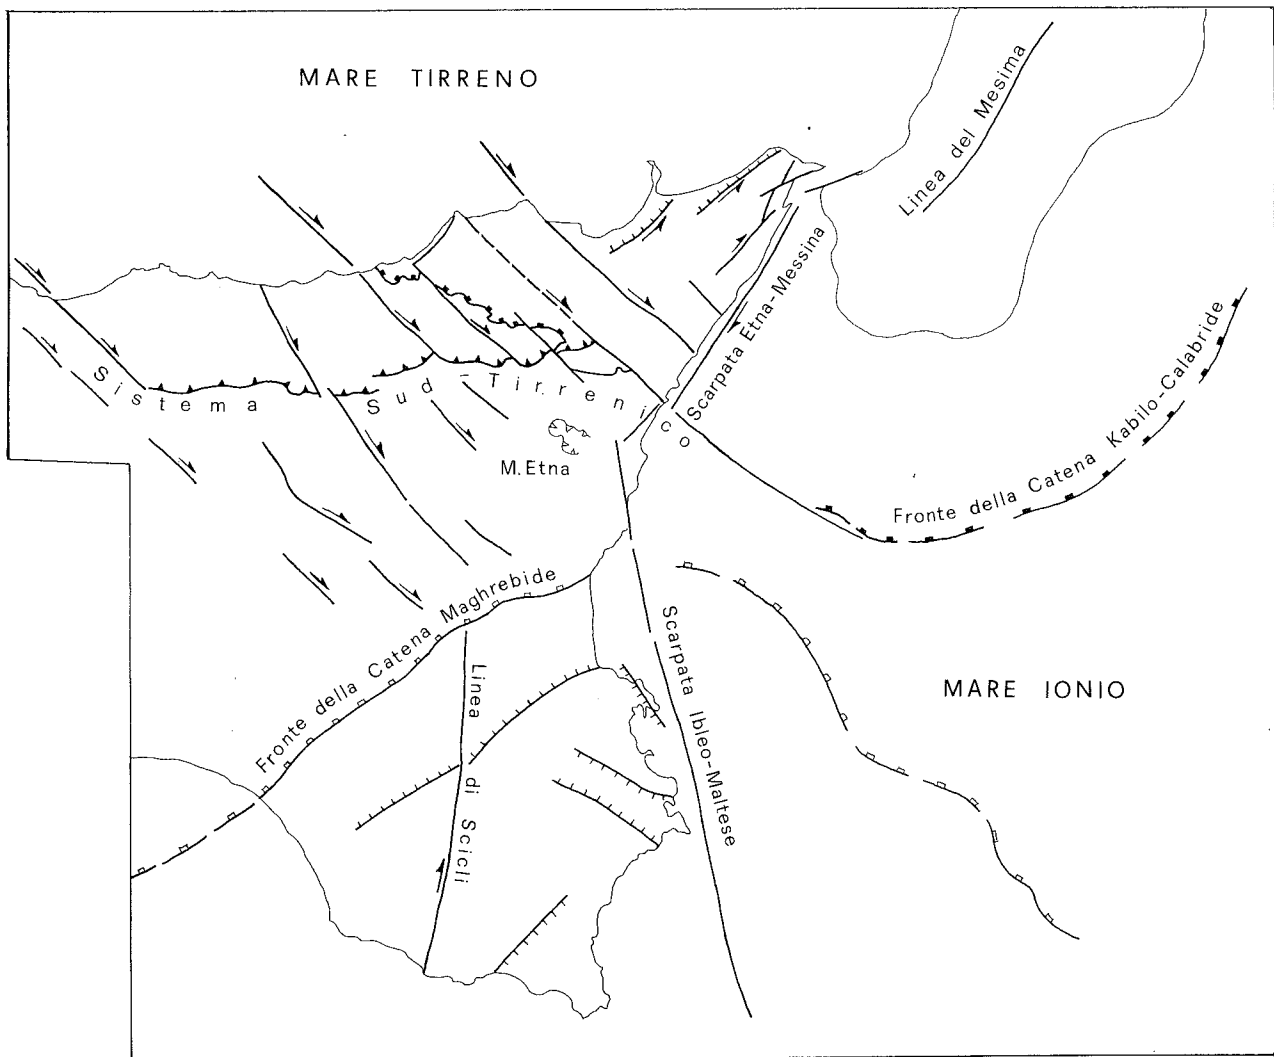 MARE TIRRENO
Linea del Mesima
Scarpata Etna-Messina
Sistema Sud-Tirrenico
M. Etna
Fronte della Catena Kabilo-Calabride
Fronte della Catena Maghrebide
Linea di Scicli
Scarpata Ibleo-Maltese
MARE IONIO